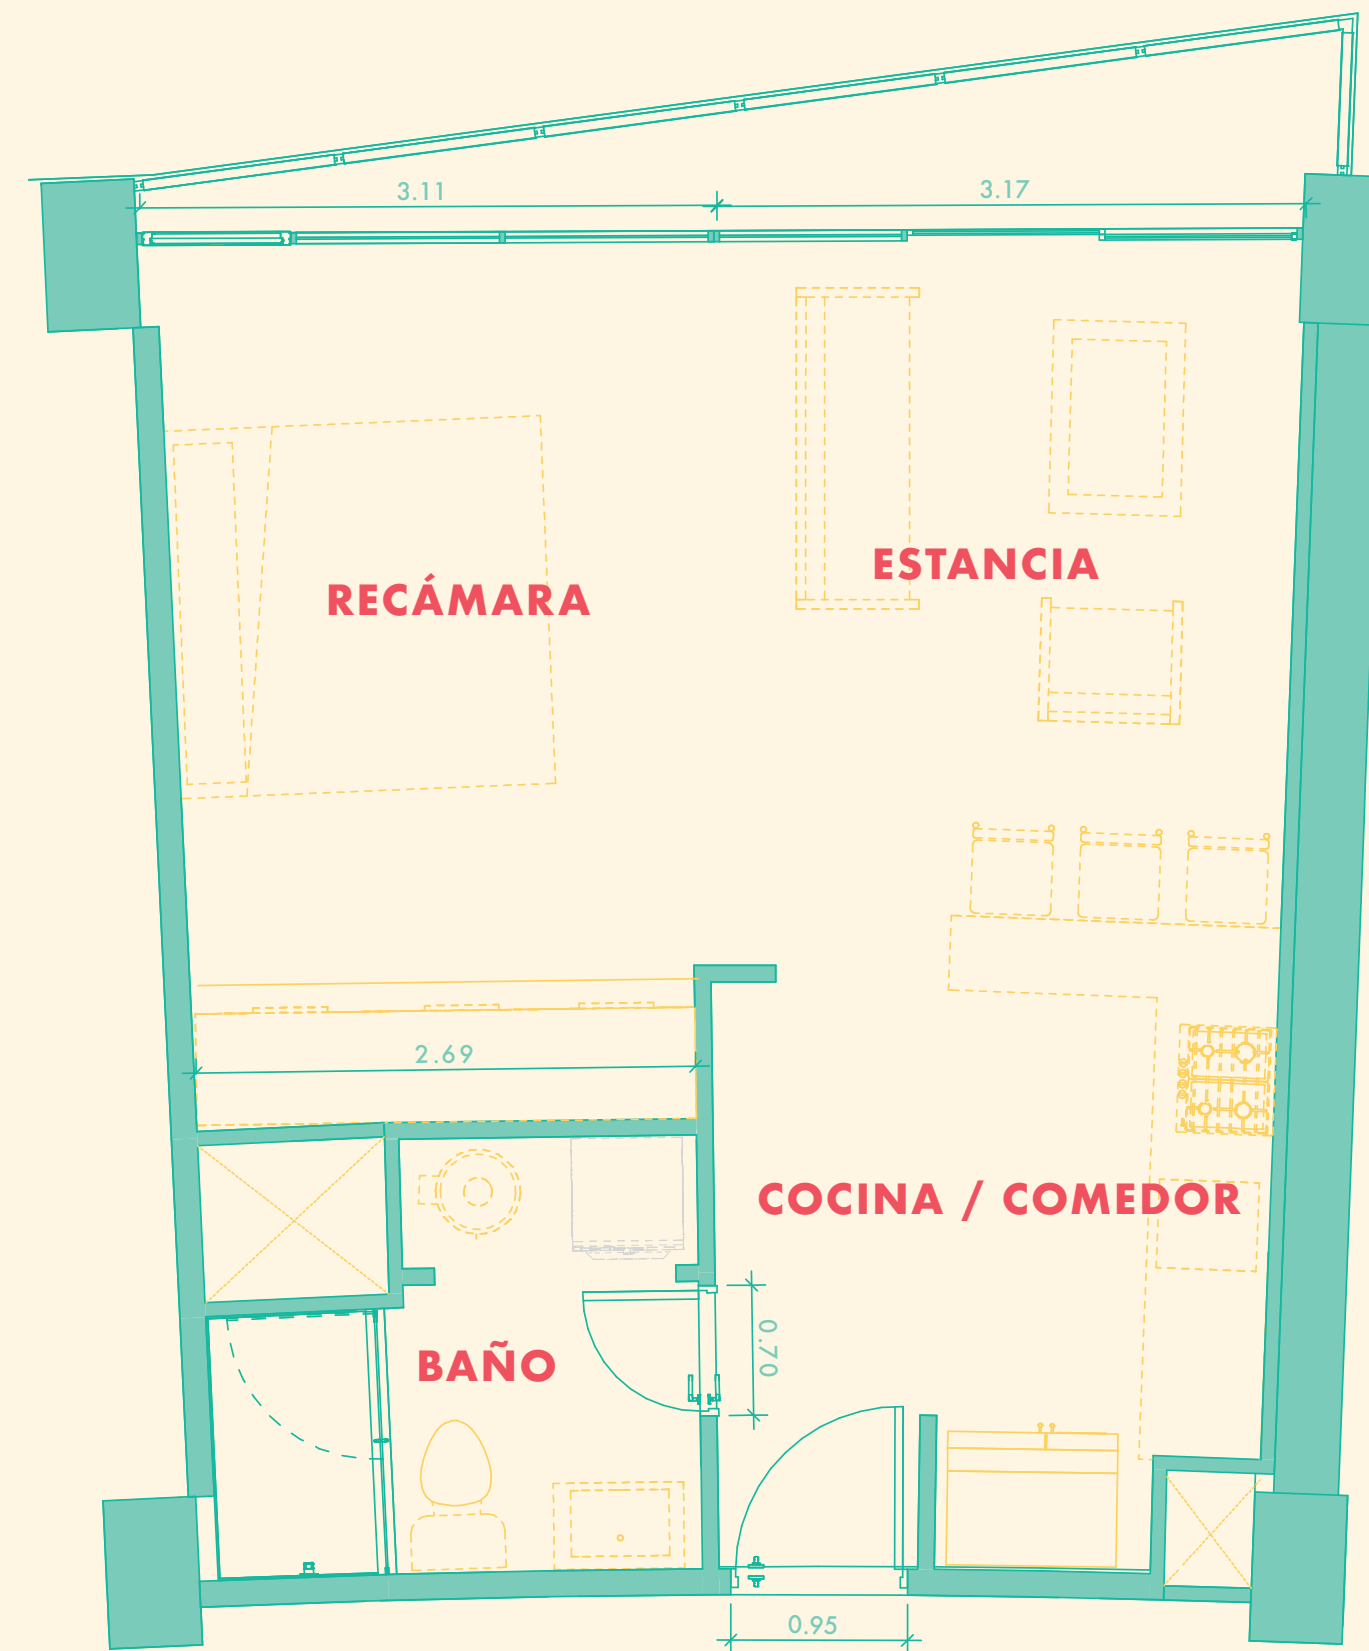 3.11
3.17
ESTANCIA
RECÁMARA
2.69
COCINA / COMEDOR
0.70
BAÑO
0.95